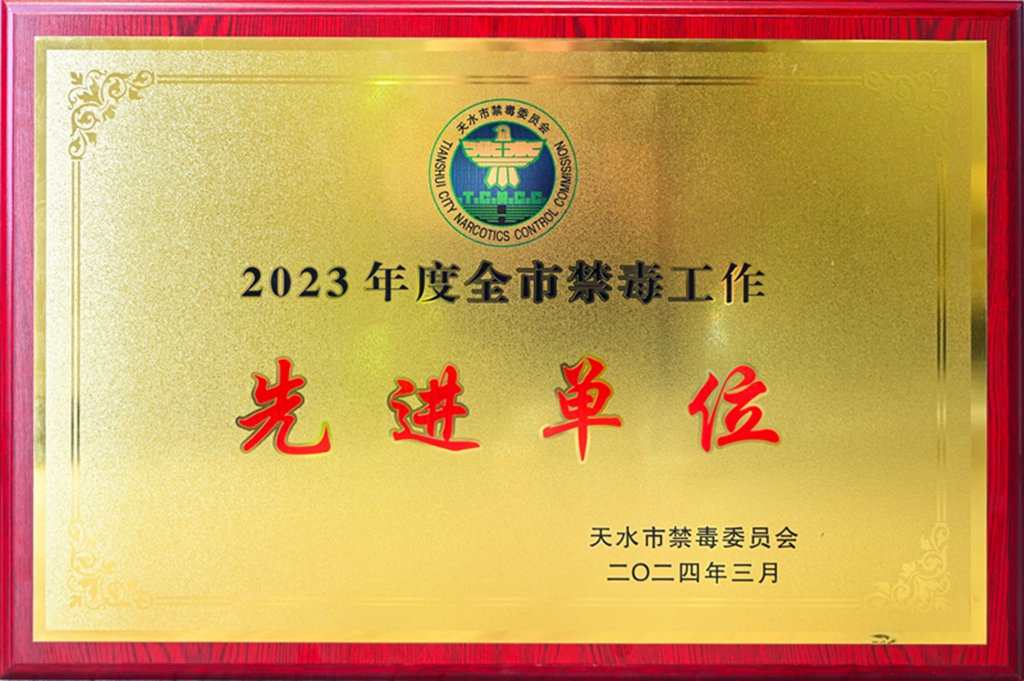 天水市禁毒委员会
TIANSHUI CITY NARCOTICS CONTROL COMMISSION
T.C.N.C.C.
2023年度全市禁毒工作
先进单位
天水市禁毒委员会
二〇二四年三月